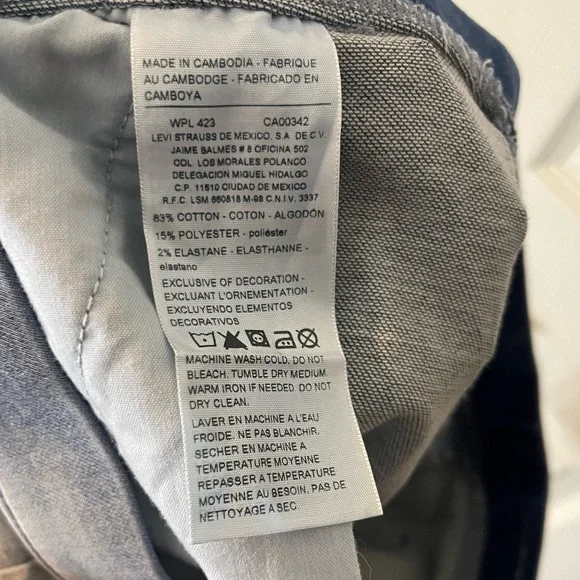 MADE IN CAMBODIA - FABRIQUE
AU CAMBODGE - FABRICADO EN
CAMBOYA
WPL 423 CA00342
LEVI STRAUSS DE MEXICO, S.A. DE C.V.
JAIME BALMES # 8 OFICINA 502
COL. LOS MORALES POLANCO
DELEGACION MIGUEL HIDALGO
C.P. 11510 CIUDAD DE MEXICO
R.F.C. LSM 660818 M-98 C.N.I.V. 3337
83% COTTON - COTON - ALGODÓN
15% POLYESTER - poliéster
2% ELASTANE - ELASTHANNE -
elastano
EXCLUSIVE OF DECORATION -
EXCLUANT L'ORNEMENTATION -
EXCLUYENDO ELEMENTOS
DECORATIVOS
MACHINE WASH COLD. DO NOT
BLEACH. TUMBLE DRY MEDIUM.
WARM IRON IF NEEDED. DO NOT
DRY CLEAN.
LAVER EN MACHINE A L'EAU
FROIDE. NE PAS BLANCHIR.
SECHER EN MACHINE A
TEMPERATURE MOYENNE
REPASSER A TEMPERATURE
MOYENNE AU BESOIN. PAS DE
NETTOYAGE A SEC.